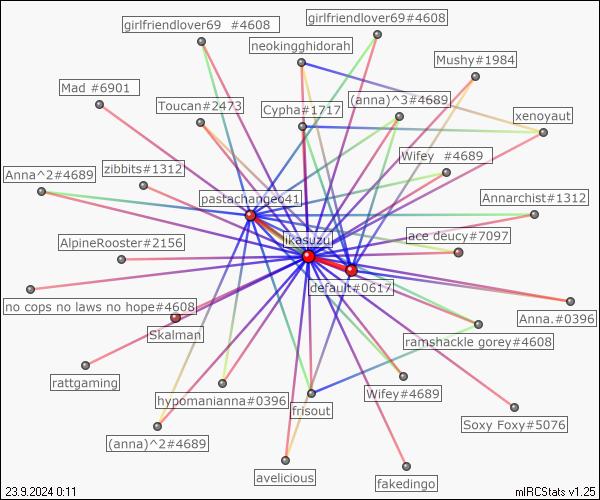 girlfriendlover69  #4608
girlfriendlover69#4608
neokingghidorah
Mushy#1984
Mad #6901
Toucan#2473
Cypha#1717
(anna)^3#4689
xenoyaut
Wifey  #4689
zibbits#1312
Anna^2#4689
pastachangeo41
Annarchist#1312
ace deucy#7097
AlpineRooster#2156
ikasuzu
default#0617
no cops no laws no hope#4608
Anna.#0396
Skalman
ramshackle gorey#4608
rattgaming
hypomanianna#0396
Wifey#4689
frisout
Soxy Foxy#5076
(anna)^2#4689
avelicious
fakedingo
23.9.2024 0:11
mIRCStats v1.25